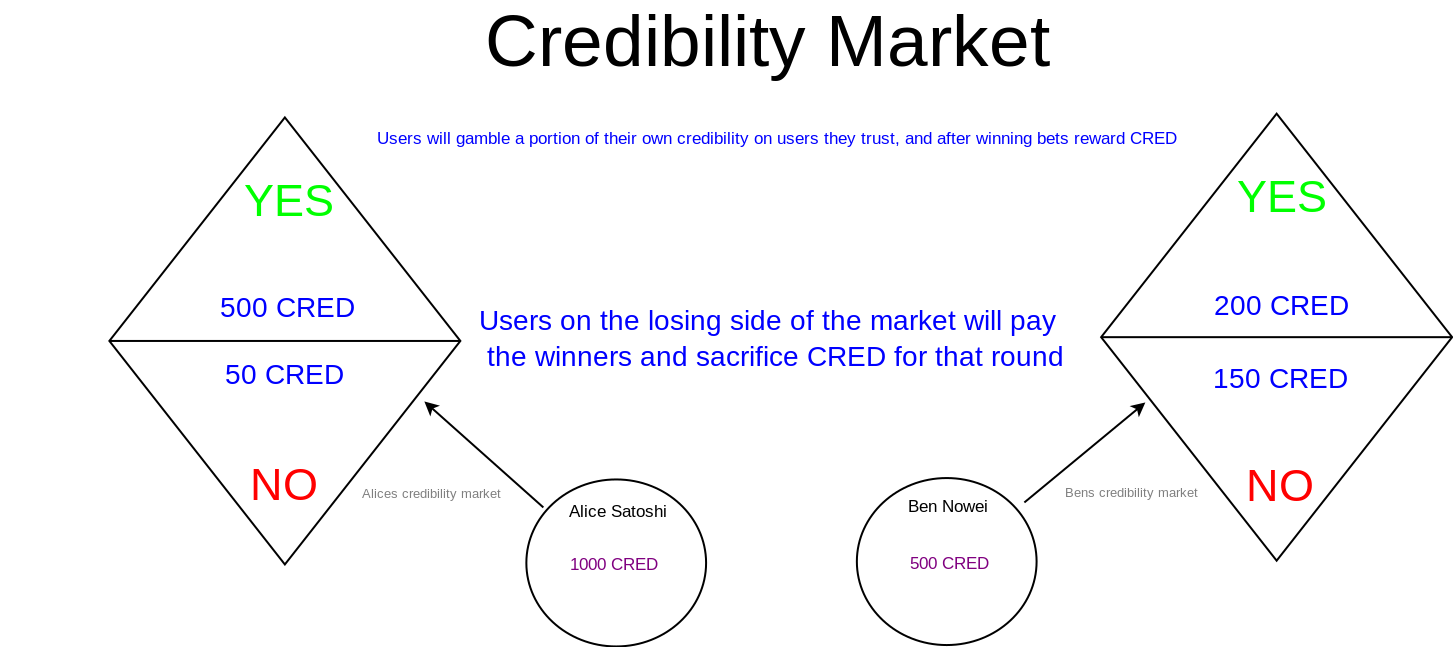 Credibility Market
Users will gamble a portion of their own credibility on users they trust, and after winning bets reward CRED
YES
500 CRED
50 CRED
NO
Users on the losing side of the market will pay
the winners and sacrifice CRED for that round
YES
200 CRED
150 CRED
NO
Alices credibility market
Alice Satoshi
1000 CRED
Ben Nowei
500 CRED
Bens credibility market